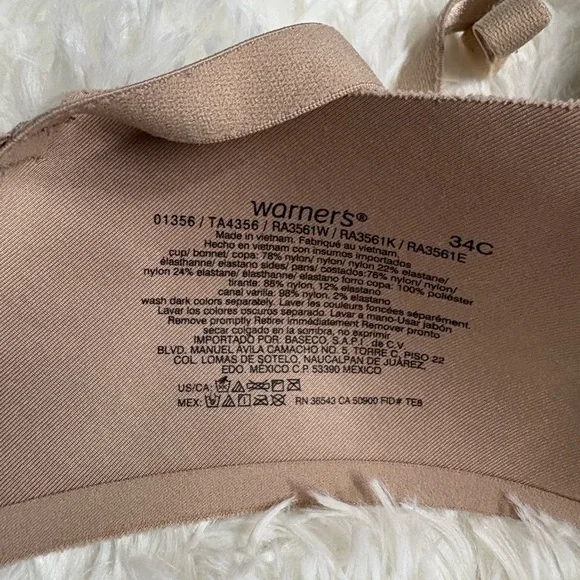 warner's®
34C
01356 / TA4356 / RA3561W / RA3561K / RA3561E
Made in vietnam. Fabriqué au vietnam.
Hecho en vietnam con insumos importados
cup/ bonnet/ copa: 78% nylon/ nylon/ nylon 22% elastane/
élasthanne/ elastano sides/ pans/ costados:76% nylon/ nylon/
nylon 24% elastane/ élasthanne/ elastano forro copa: 100% poliéster
tirante: 88% nylon, 12% elastano
canal varilla: 98% nylon, 2% elastano
wash dark colors separately. Laver les couleurs foncées séparément.
Lavar los colores oscuros separado. Lavar a mano-Usar jabón
Remove promptly Retirer immédiatement Remover pronto
secar colgado en la sombra, no exprimir
IMPORTADO POR: BASECO, S.A.P.I. de C.V.
BLVD. MANUEL ÁVILA CAMACHO NO. 5, TORRE C, PISO 22
COL. LOMAS DE SOTELO, NAUCALPAN DE JUÁREZ,
EDO. MÉXICO C.P. 53390 MÉXICO
US/CA:
MEX: RN 36543 CA 50900 FID# TE8